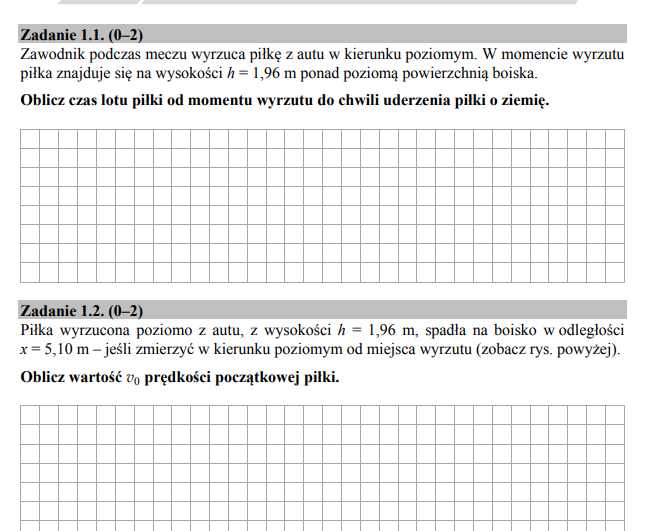 Zadanie 1.1. (0–2)
Zawodnik podczas meczu wyrzuca piłkę z autu w kierunku poziomym. W momencie wyrzutu
piłka znajduje się na wysokości h = 1,96 m ponad poziomą powierzchnią boiska.
Oblicz czas lotu piłki od momentu wyrzutu do chwili uderzenia piłki o ziemię.
Zadanie 1.2. (0–2)
Piłka wyrzucona poziomo z autu, z wysokości h = 1,96 m, spadła na boisko w odległości
x = 5,10 m – jeśli zmierzyć w kierunku poziomym od miejsca wyrzutu (zobacz rys. powyżej).
Oblicz wartość v₀ prędkości początkowej piłki.